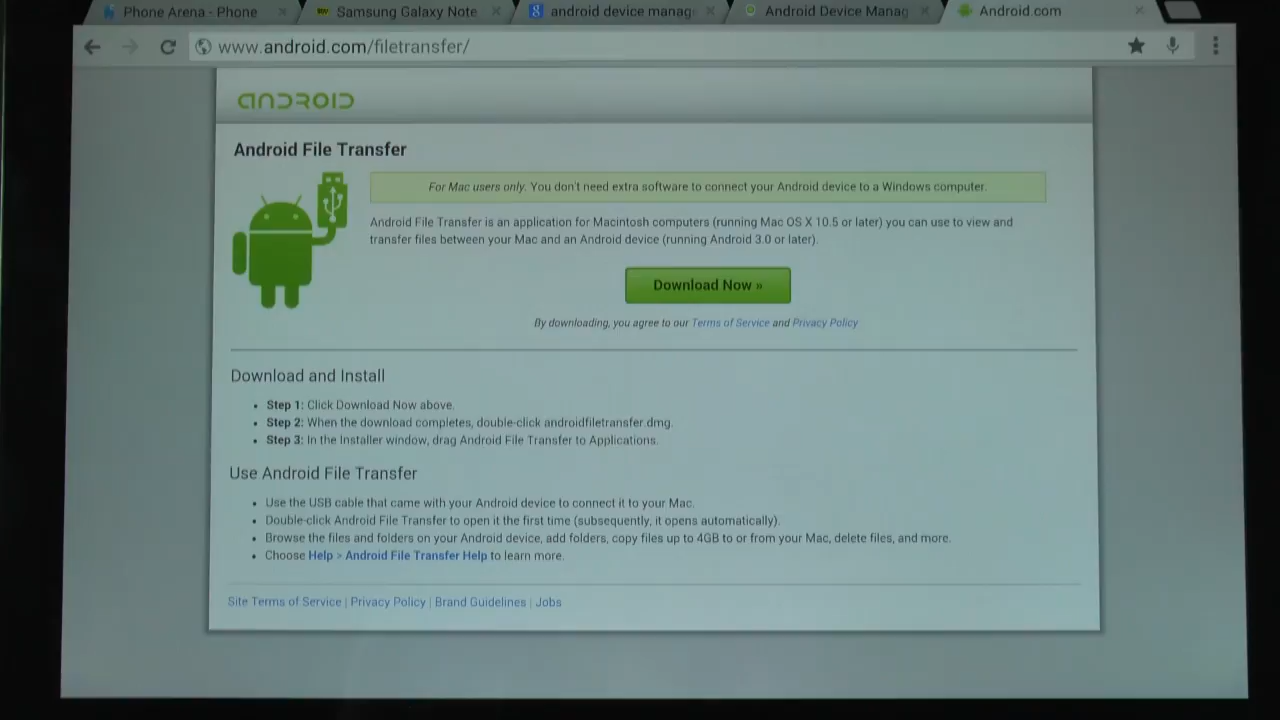 Phone Arena - Phone
Samsung Galaxy Note
android device manag
Android Device Manag
Android.com
www.android.com/filetransfer/
ANDROID
Android File Transfer
For Mac users only. You don't need extra software to connect your Android device to a Windows computer.
Android File Transfer is an application for Macintosh computers (running Mac OS X 10.5 or later) you can use to view and
transfer files between your Mac and an Android device (running Android 3.0 or later).
Download Now »
By downloading, you agree to our Terms of Service and Privacy Policy
Download and Install
• Step 1: Click Download Now above.
• Step 2: When the download completes, double-click androidfiletransfer.dmg.
• Step 3: In the Installer window, drag Android File Transfer to Applications.
Use Android File Transfer
• Use the USB cable that came with your Android device to connect it to your Mac.
• Double-click Android File Transfer to open it the first time (subsequently, it opens automatically).
• Browse the files and folders on your Android device, add folders, copy files up to 4GB to or from your Mac, delete files, and more.
• Choose Help > Android File Transfer Help to learn more.
Site Terms of Service | Privacy Policy | Brand Guidelines | Jobs